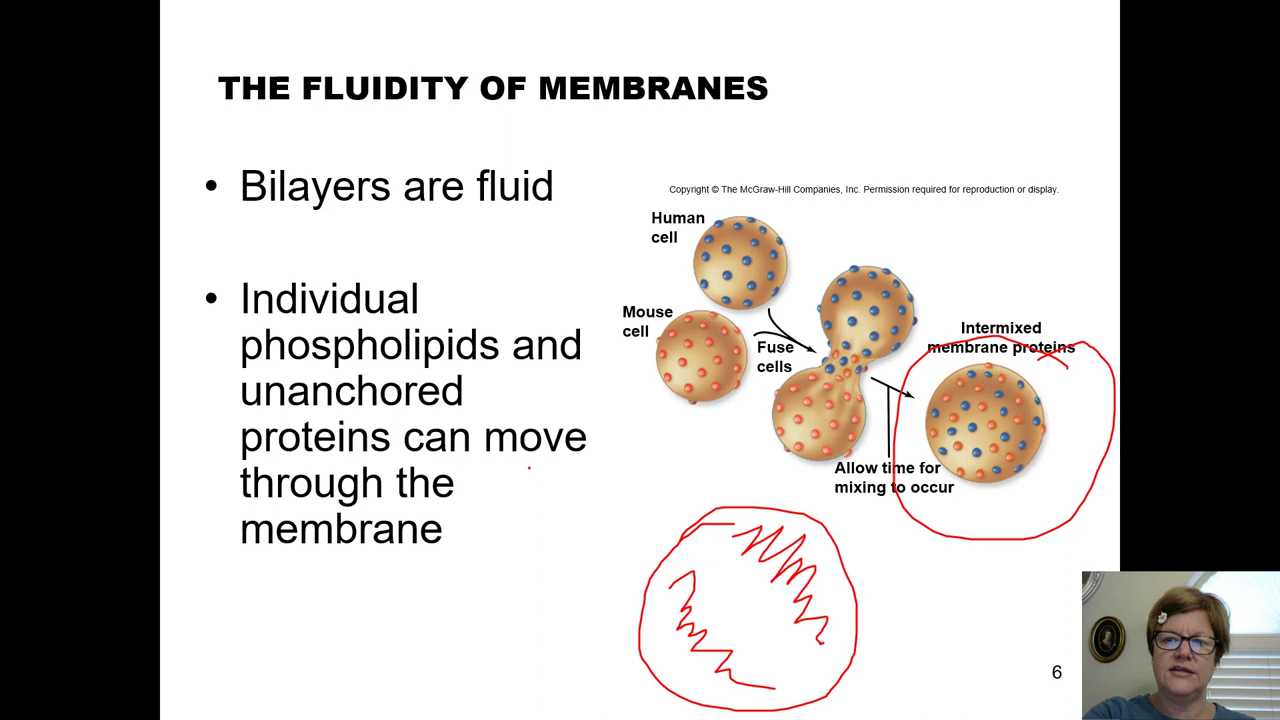 THE FLUIDITY OF MEMBRANES
• Bilayers are fluid
• Individual
phospholipids and
unanchored
proteins can move
through the
membrane
Copyright © The McGraw-Hill Companies, Inc. Permission required for reproduction or display.
Human
cell
Mouse
cell
Fuse
cells
Intermixed
membrane proteins
Allow time for
mixing to occur
6